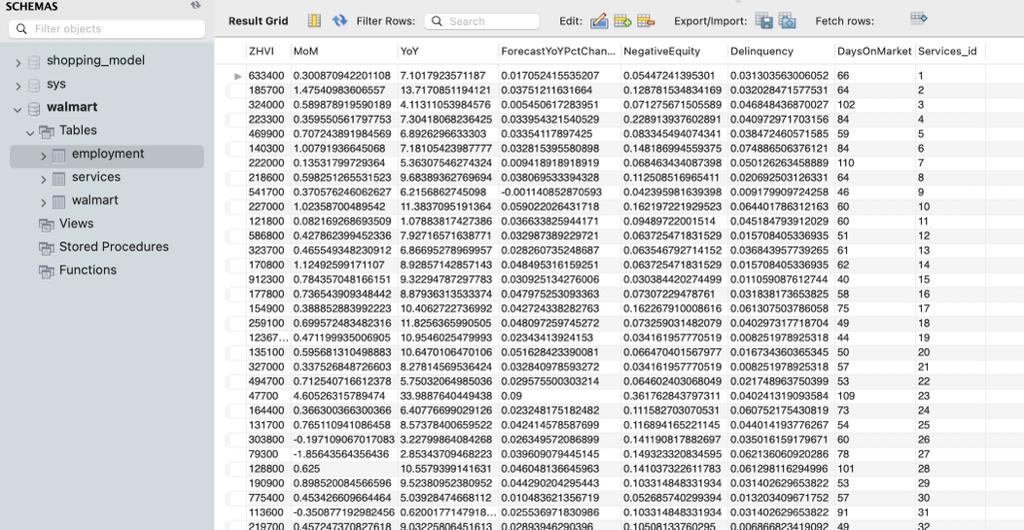 SCHEMAS
Filter objects
shopping_model
sys
walmart
Tables
employment
services
walmart
Views
Stored Procedures
Functions
Result Grid Filter Rows: Search Edit: Export/Import: Fetch rows:
ZHVI MoM YoY ForecastYoYPctChan... NegativeEquity Delinquency DaysOnMarket Services_id
633400 0.300870942201108 7.1017923571187 0.017052415535207 0.05447241395301 0.031303563006052 66 1
185700 1.47540983606557 13.7170851194121 0.03751211631664 0.128781534834169 0.032028471577531 64 2
324000 0.589878919590189 4.11311053984576 0.005450617283951 0.071275671505589 0.046848436870027 102 3
223300 0.359550561797753 7.30418068236425 0.033954321540529 0.228913937602891 0.040972971703156 84 4
469900 0.707243891984569 6.8926296633303 0.03354117897425 0.083345494074341 0.038472460571585 59 5
140300 1.00791936645068 7.18105423987777 0.032815395580898 0.148186994559375 0.074886506376121 84 6
222000 0.13531799729364 5.36307546274324 0.009418918918919 0.068463434087398 0.050126263458889 110 7
218600 0.598251265531523 9.68389362769694 0.038069533394328 0.112508516965411 0.020692503126331 64 8
541700 0.370576246062627 6.2156862745098 -0.001140852870593 0.042395981639398 0.009179909724258 46 9
227000 1.02358700489542 11.3837095191364 0.059022026431718 0.162197221929523 0.064401786312163 60 10
121800 0.082169268693509 1.07883817427386 0.03663382594417​1 0.09489722001514 0.045184793912029 60 11
586800 0.427862399452336 7.92716571638771 0.032987389229721 0.063725471831529 0.015708405336935 51 12
323700 0.465549348230912 6.86695278969957 0.028260735248687 0.063546792714152 0.036843957739265 61 13
170800 1.12492599171107 8.92857142857143 0.048495316159251 0.063725471831529 0.015708405336935 62 14
912300 0.784357048166151 9.32294787297783 0.030925134276006 0.030384420274499 0.011059087612744 40 15
177800 0.736543909348442 8.87936313533374 0.047975253093363 0.07307229478761 0.031838173653825 58 16
154900 0.388852883992223 10.4062722736992 0.042724338282763 0.162267910008616 0.061307503786058 75 17
259100 0.699572483482316 11.8256365990505 0.048097259745272 0.073259031482079 0.040297317718704 49 18
12367... 0.471199935006905 10.9546025479993 0.02343413924153 0.034161957770519 0.008251978925318 44 19
135100 0.595681310498883 10.6470106470106 0.051628423390081 0.066470401567977 0.016734360365345 50 20
327000 0.337526848726603 8.27814569536424 0.032840978593272 0.034161957770519 0.008251978925318 57 21
494700 0.712540716612378 5.75032064985036 0.029575500303214 0.064602403068049 0.021748963750399 53 22
47700 4.60526315789474 33.9887640449438 0.09 0.361762843797311 0.040241319093584 109 23
164400 0.366300366300366 6.40776699029126 0.023248175182482 0.111582703070531 0.060752175430819 73 24
131700 0.765110941086458 8.57378400659522 0.042414578587699 0.116894165221145 0.044014193776267 54 25
303800 -0.197109067017083 3.22799864084268 0.026349572086899 0.141190817882697 0.035016159179671 60 26
79300 -1.85643564356436 2.85343709468223 0.039609079445145 0.149323320834595 0.062136060920286 78 27
128800 0.625 10.5579399141631 0.046048136645963 0.141037322611783 0.061298116294996 101 28
190900 0.898520084566596 9.52380952380952 0.044290204295443 0.103314848331934 0.031402629653822 53 29
775400 0.453426609664464 5.03928474668112 0.010483621356719 0.052685740299394 0.013203409671752 57 30
113600 -0.350877192982456 0.6200177147918... 0.025536971830986 0.103314848331934 0.031402629653822 91 31
219700 0.457247370827618 9.03225806451613 0.02893946290396 0.10508133760295 0.006866823419092 49 32